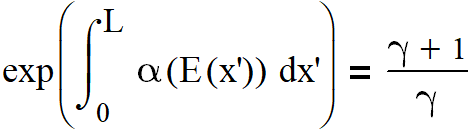 exp(∫₀ᴸ α(E(x')) dx') = (γ + 1)/γ